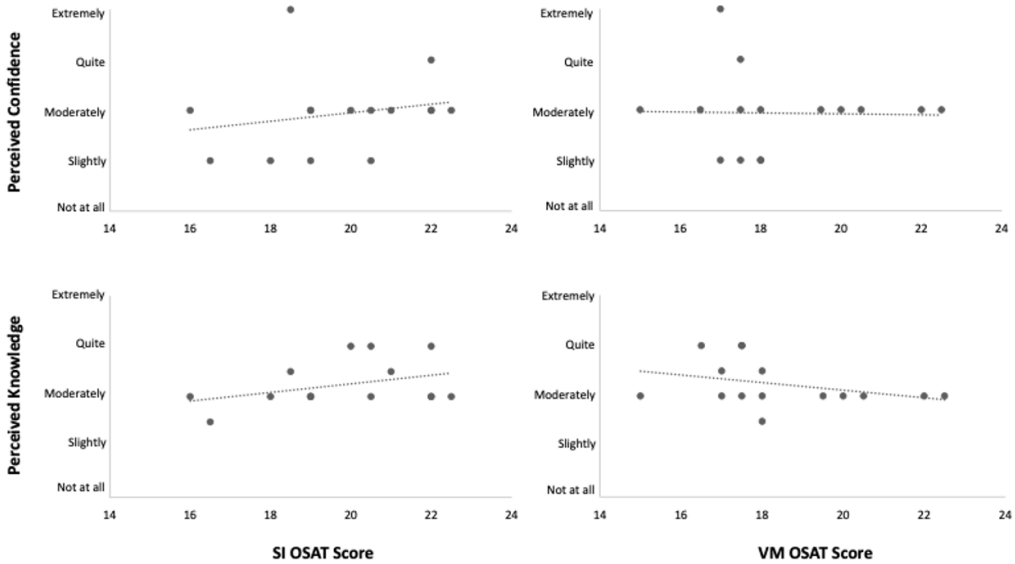 Perceived Confidence
Extremely
Quite
Moderately
Slightly
Not at all
14 16 18 20 22 24
Extremely
Quite
Moderately
Slightly
Not at all
14 16 18 20 22 24
Perceived Knowledge
Extremely
Quite
Moderately
Slightly
Not at all
14 16 18 20 22 24
SI OSAT Score
Extremely
Quite
Moderately
Slightly
Not at all
14 16 18 20 22 24
VM OSAT Score